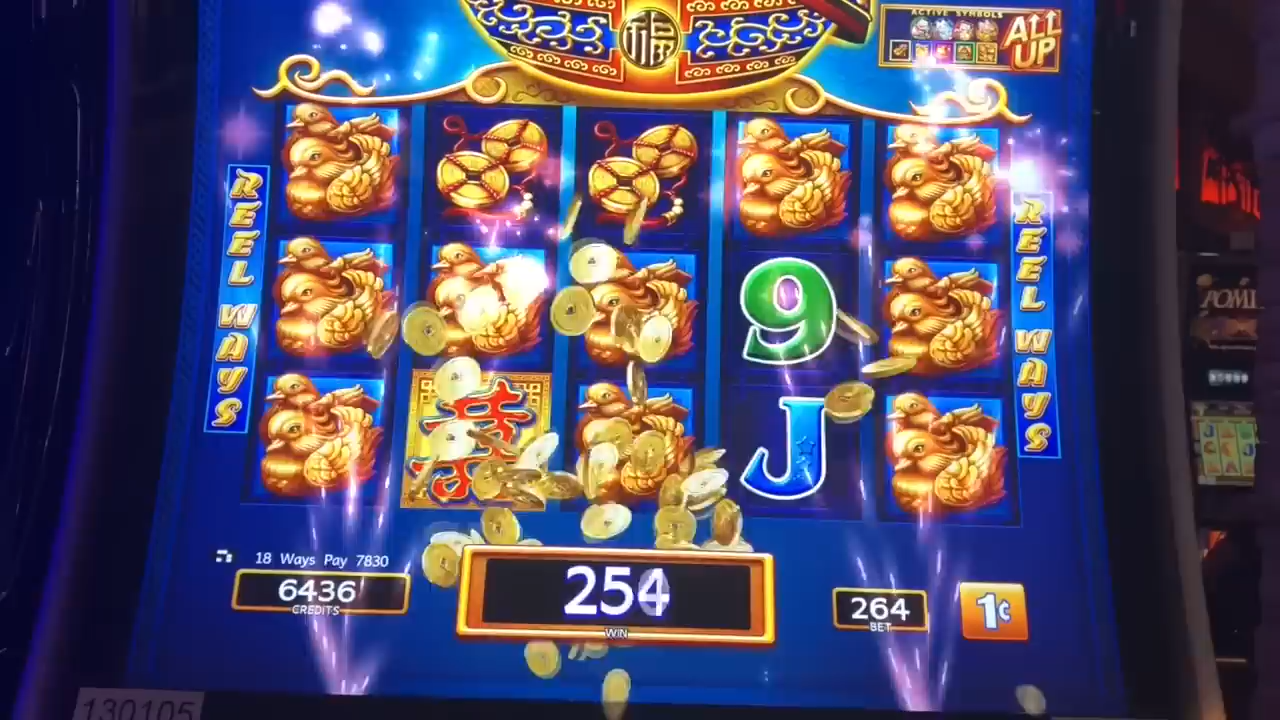 福
ACTIVE SYMBOLS
ALL UP
REEL WAYS
REEL WAYS
9
J
18 Ways Pay 7830
6436
CREDITS
254
WIN
264
BET
1¢
130105